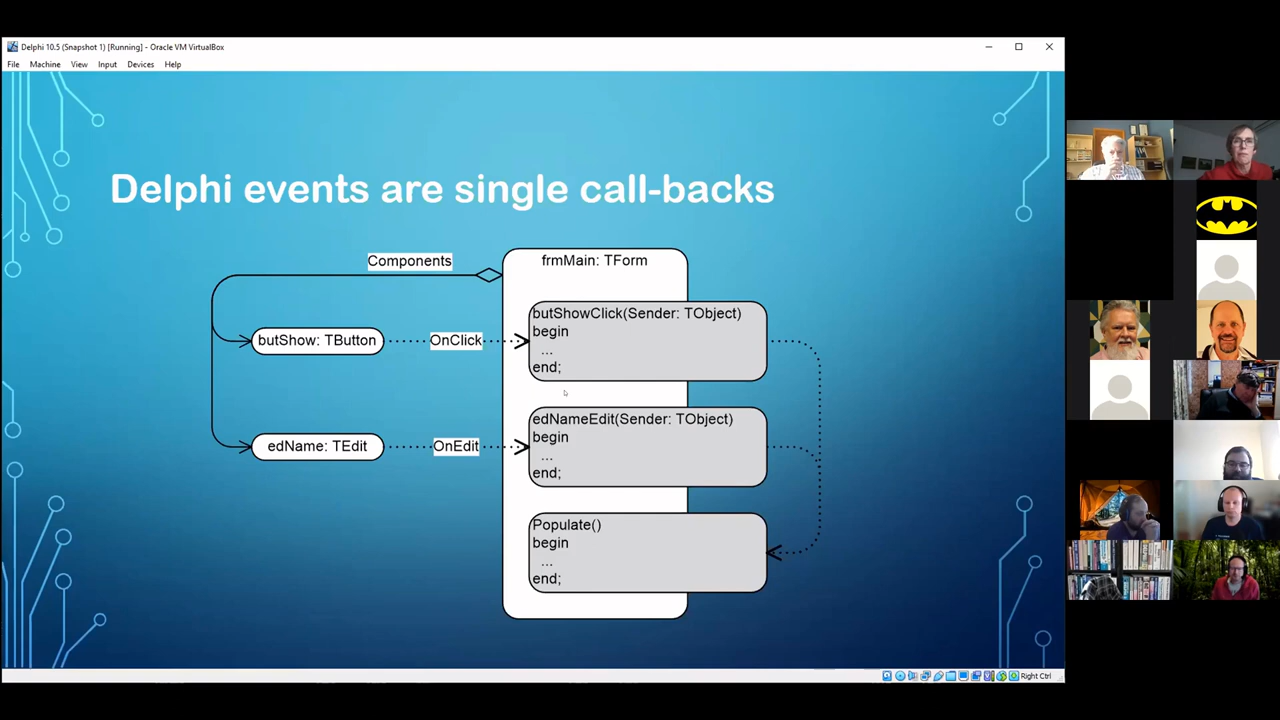 Delphi 10.5 (Snapshot 1) [Running] - Oracle VM VirtualBox
File Machine View Input Devices Help
Delphi events are single call-backs
Components
frmMain: TForm
butShowClick(Sender: TObject)
begin
...
end;
butShow: TButton
OnClick
edNameEdit(Sender: TObject)
begin
...
end;
edName: TEdit
OnEdit
Populate()
begin
...
end;
Right Ctrl